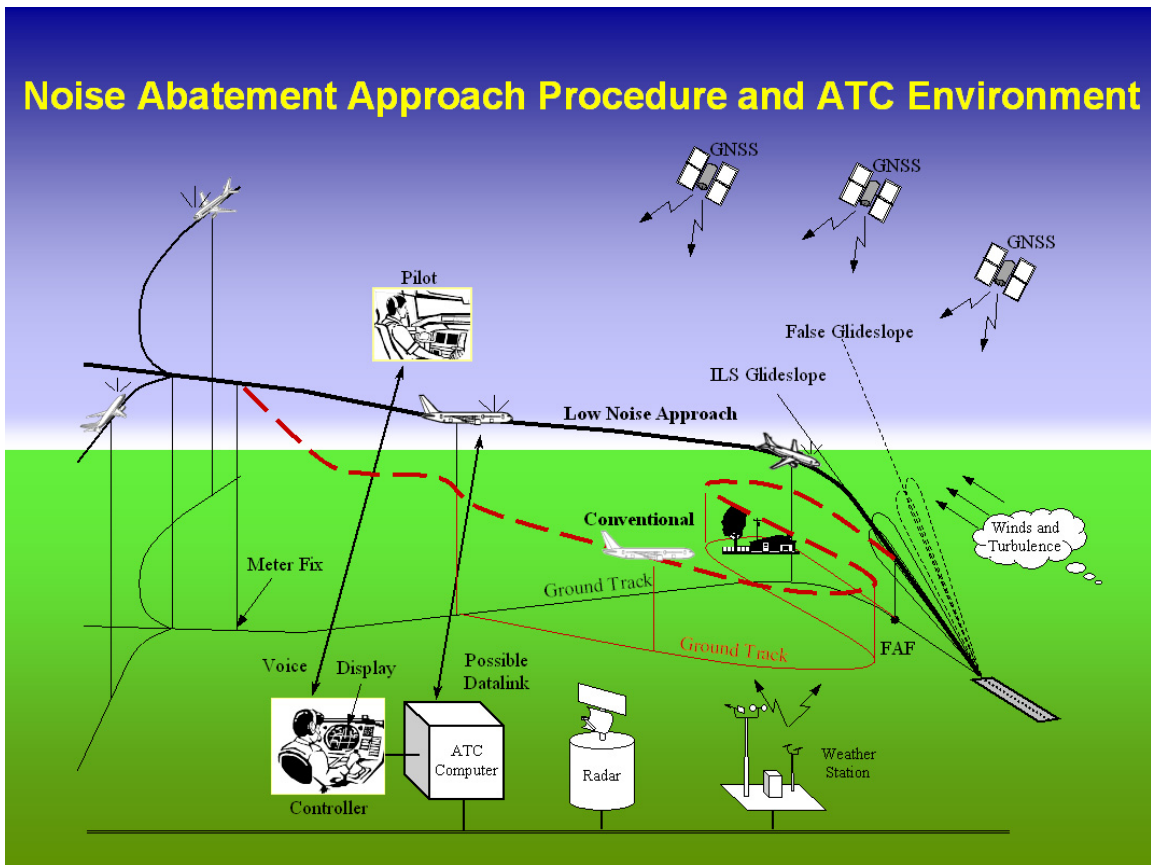 Noise Abatement Approach Procedure and ATC Environment
GNSS
GNSS
GNSS
Pilot
False Glideslope
ILS Glideslope
Low Noise Approach
Conventional
Winds and
Turbulence
Meter Fix
Ground Track
Ground Track
FAF
Voice
Display
Possible
Datalink
ATC
Computer
Radar
Weather
Station
Controller